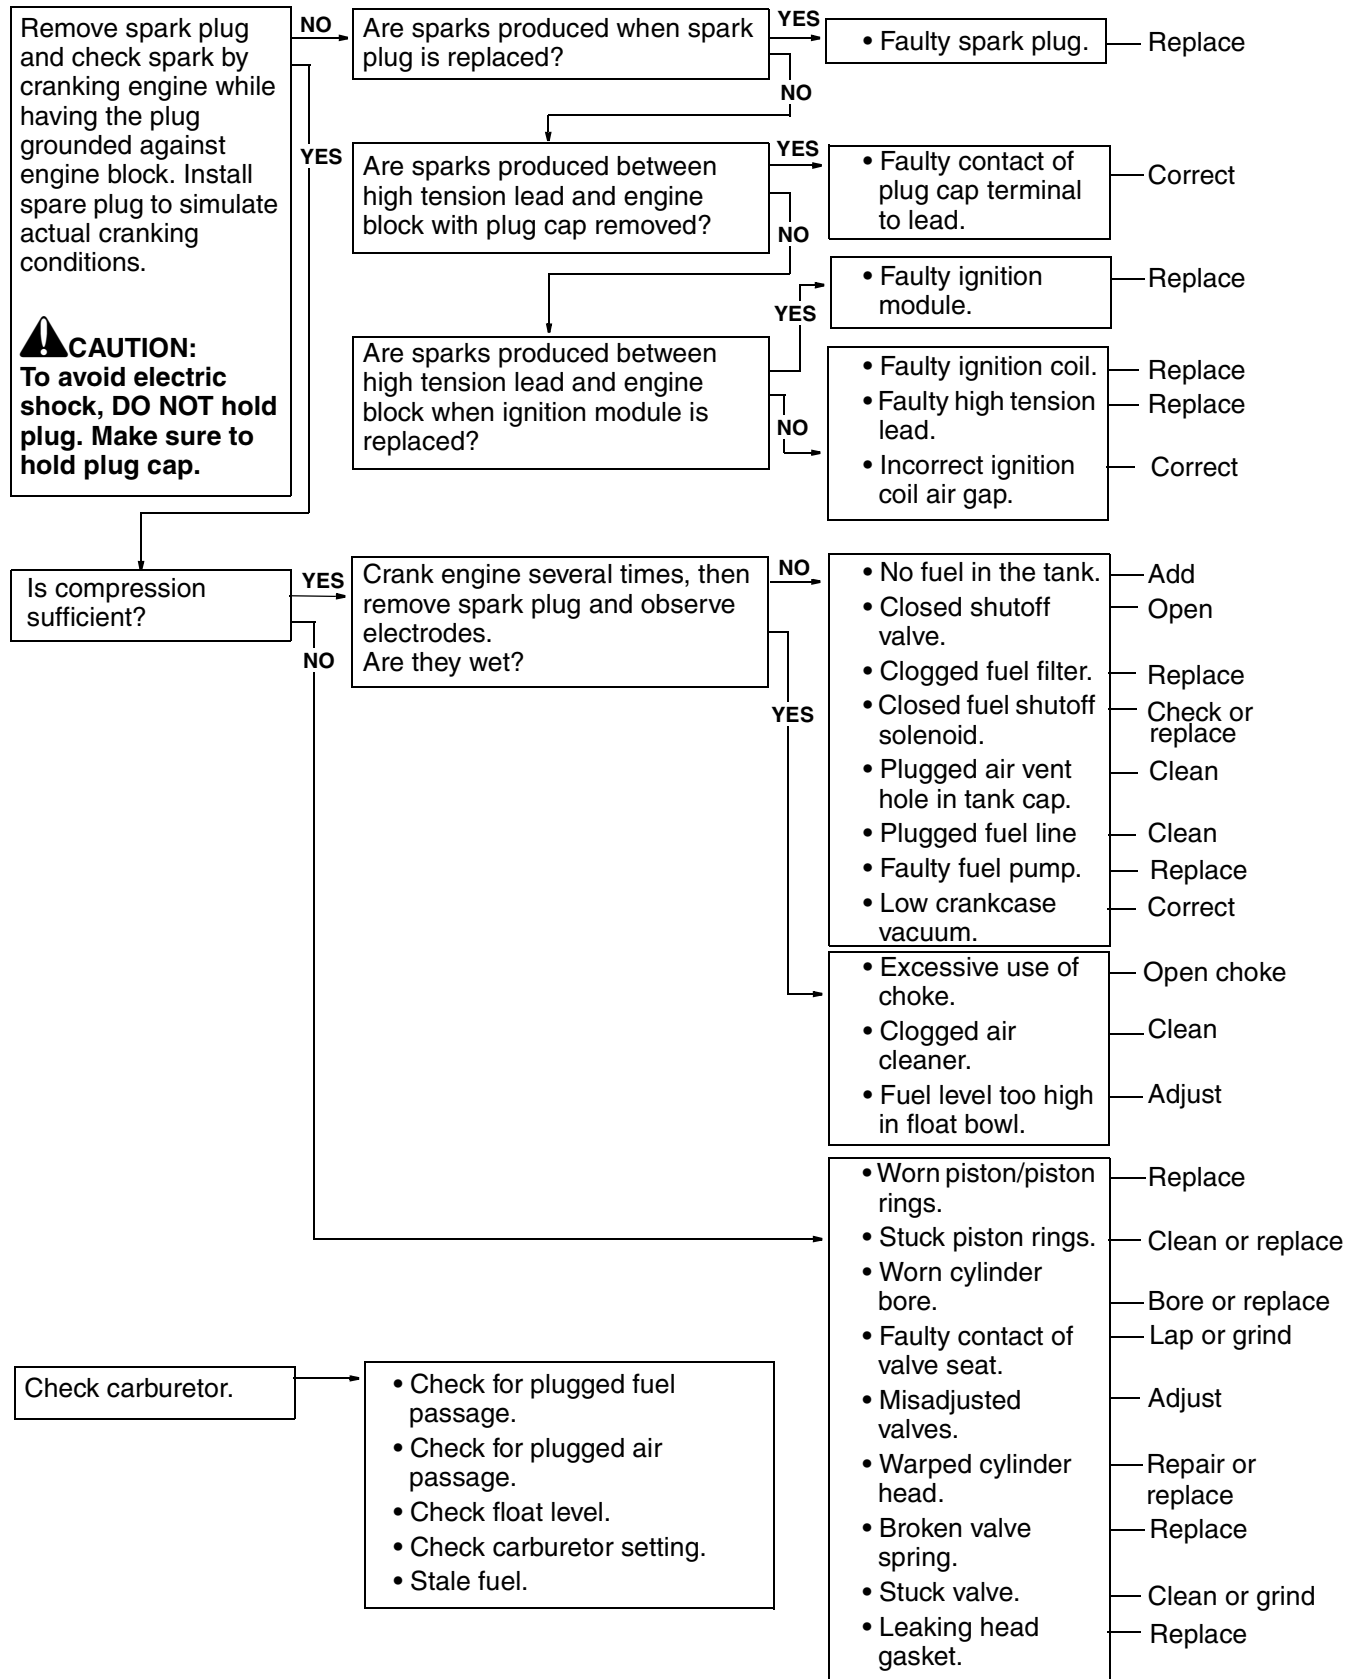 Remove spark plug
and check spark by
cranking engine while
having the plug
grounded against
engine block. Install
spare plug to simulate
actual cranking
conditions.
CAUTION:
To avoid electric
shock, DO NOT hold
plug. Make sure to
hold plug cap.
NO
YES
Are sparks produced when spark
plug is replaced?
YES
NO
• Faulty spark plug.
Replace
Are sparks produced between
high tension lead and engine
block with plug cap removed?
YES
NO
• Faulty contact of
plug cap terminal
to lead.
Correct
Are sparks produced between
high tension lead and engine
block when ignition module is
replaced?
YES
NO
• Faulty ignition
module.
Replace
• Faulty ignition coil.
Replace
• Faulty high tension
lead.
Replace
• Incorrect ignition
coil air gap.
Correct
Is compression
sufficient?
YES
NO
Crank engine several times, then
remove spark plug and observe
electrodes.
Are they wet?
NO
YES
• No fuel in the tank.
Add
• Closed shutoff
valve.
Open
• Clogged fuel filter.
Replace
• Closed fuel shutoff
solenoid.
Check or
replace
• Plugged air vent
hole in tank cap.
Clean
• Plugged fuel line
Clean
• Faulty fuel pump.
Replace
• Low crankcase
vacuum.
Correct
• Excessive use of
choke.
Open choke
• Clogged air
cleaner.
Clean
• Fuel level too high
in float bowl.
Adjust
• Worn piston/piston
rings.
Replace
• Stuck piston rings.
Clean or replace
• Worn cylinder
bore.
Bore or replace
• Faulty contact of
valve seat.
Lap or grind
• Misadjusted
valves.
Adjust
• Warped cylinder
head.
Repair or
replace
• Broken valve
spring.
Replace
• Stuck valve.
Clean or grind
• Leaking head
gasket.
Replace
Check carburetor.
• Check for plugged fuel
passage.
• Check for plugged air
passage.
• Check float level.
• Check carburetor setting.
• Stale fuel.